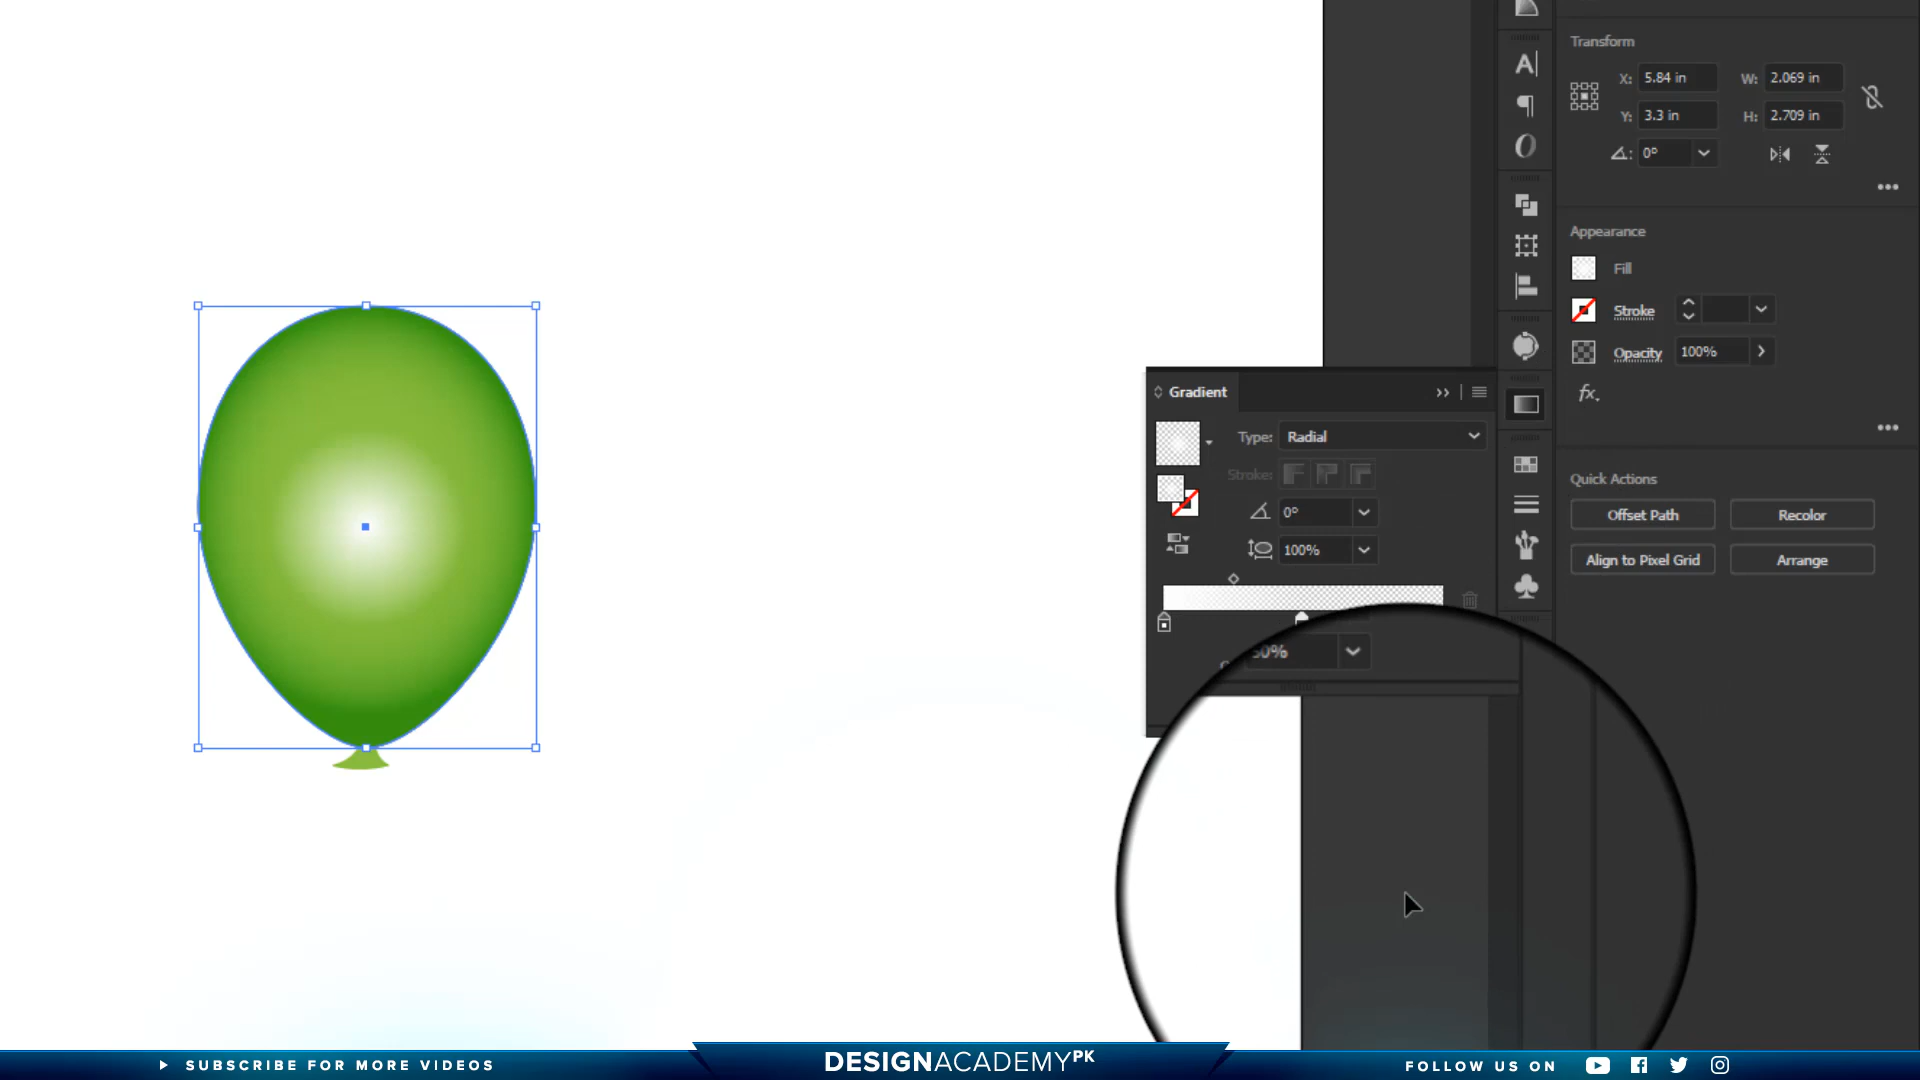 Transform
X: 5.84 in W: 2.069 in
Y: 3.3 in H: 2.709 in
0°
Appearance
Fill
Stroke
Opacity 100%
fx.
Gradient
Type: Radial
Stroke:
0°
100%
Quick Actions
Offset Path Recolor
Align to Pixel Grid Arrange
SUBSCRIBE FOR MORE VIDEOS
DESIGNACADEMYPK
FOLLOW US ON